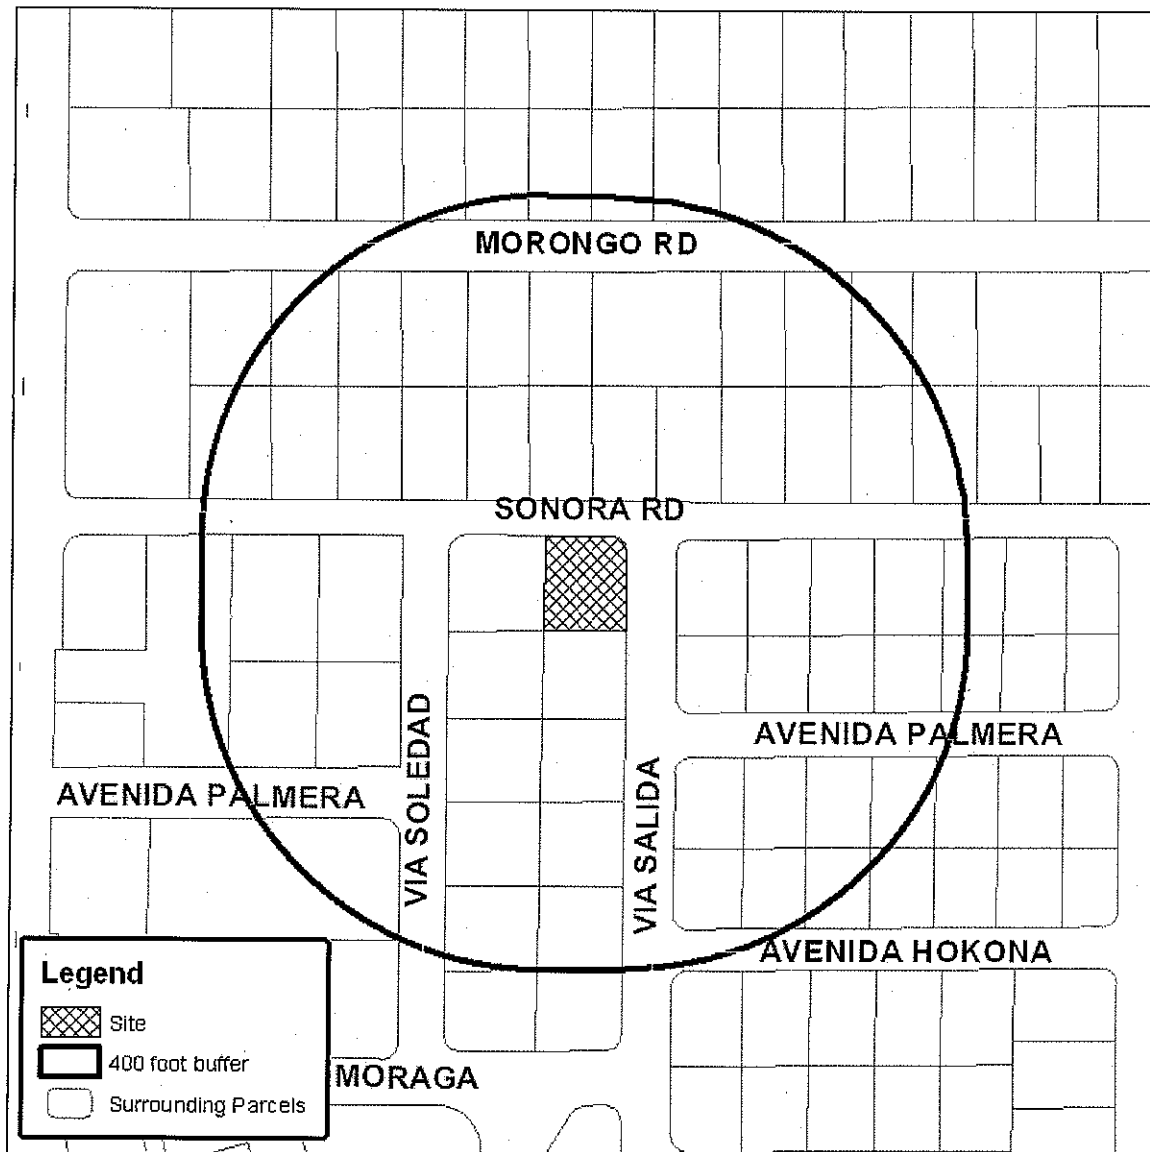 MORONGO RD
SONORA RD
VIA SOLEDAD
AVENIDA PALMERA
AVENIDA PALMERA
VIA SALIDA
AVENIDA HOKONA
MORAGA
Legend
Site
400 foot buffer
Surrounding Parcels